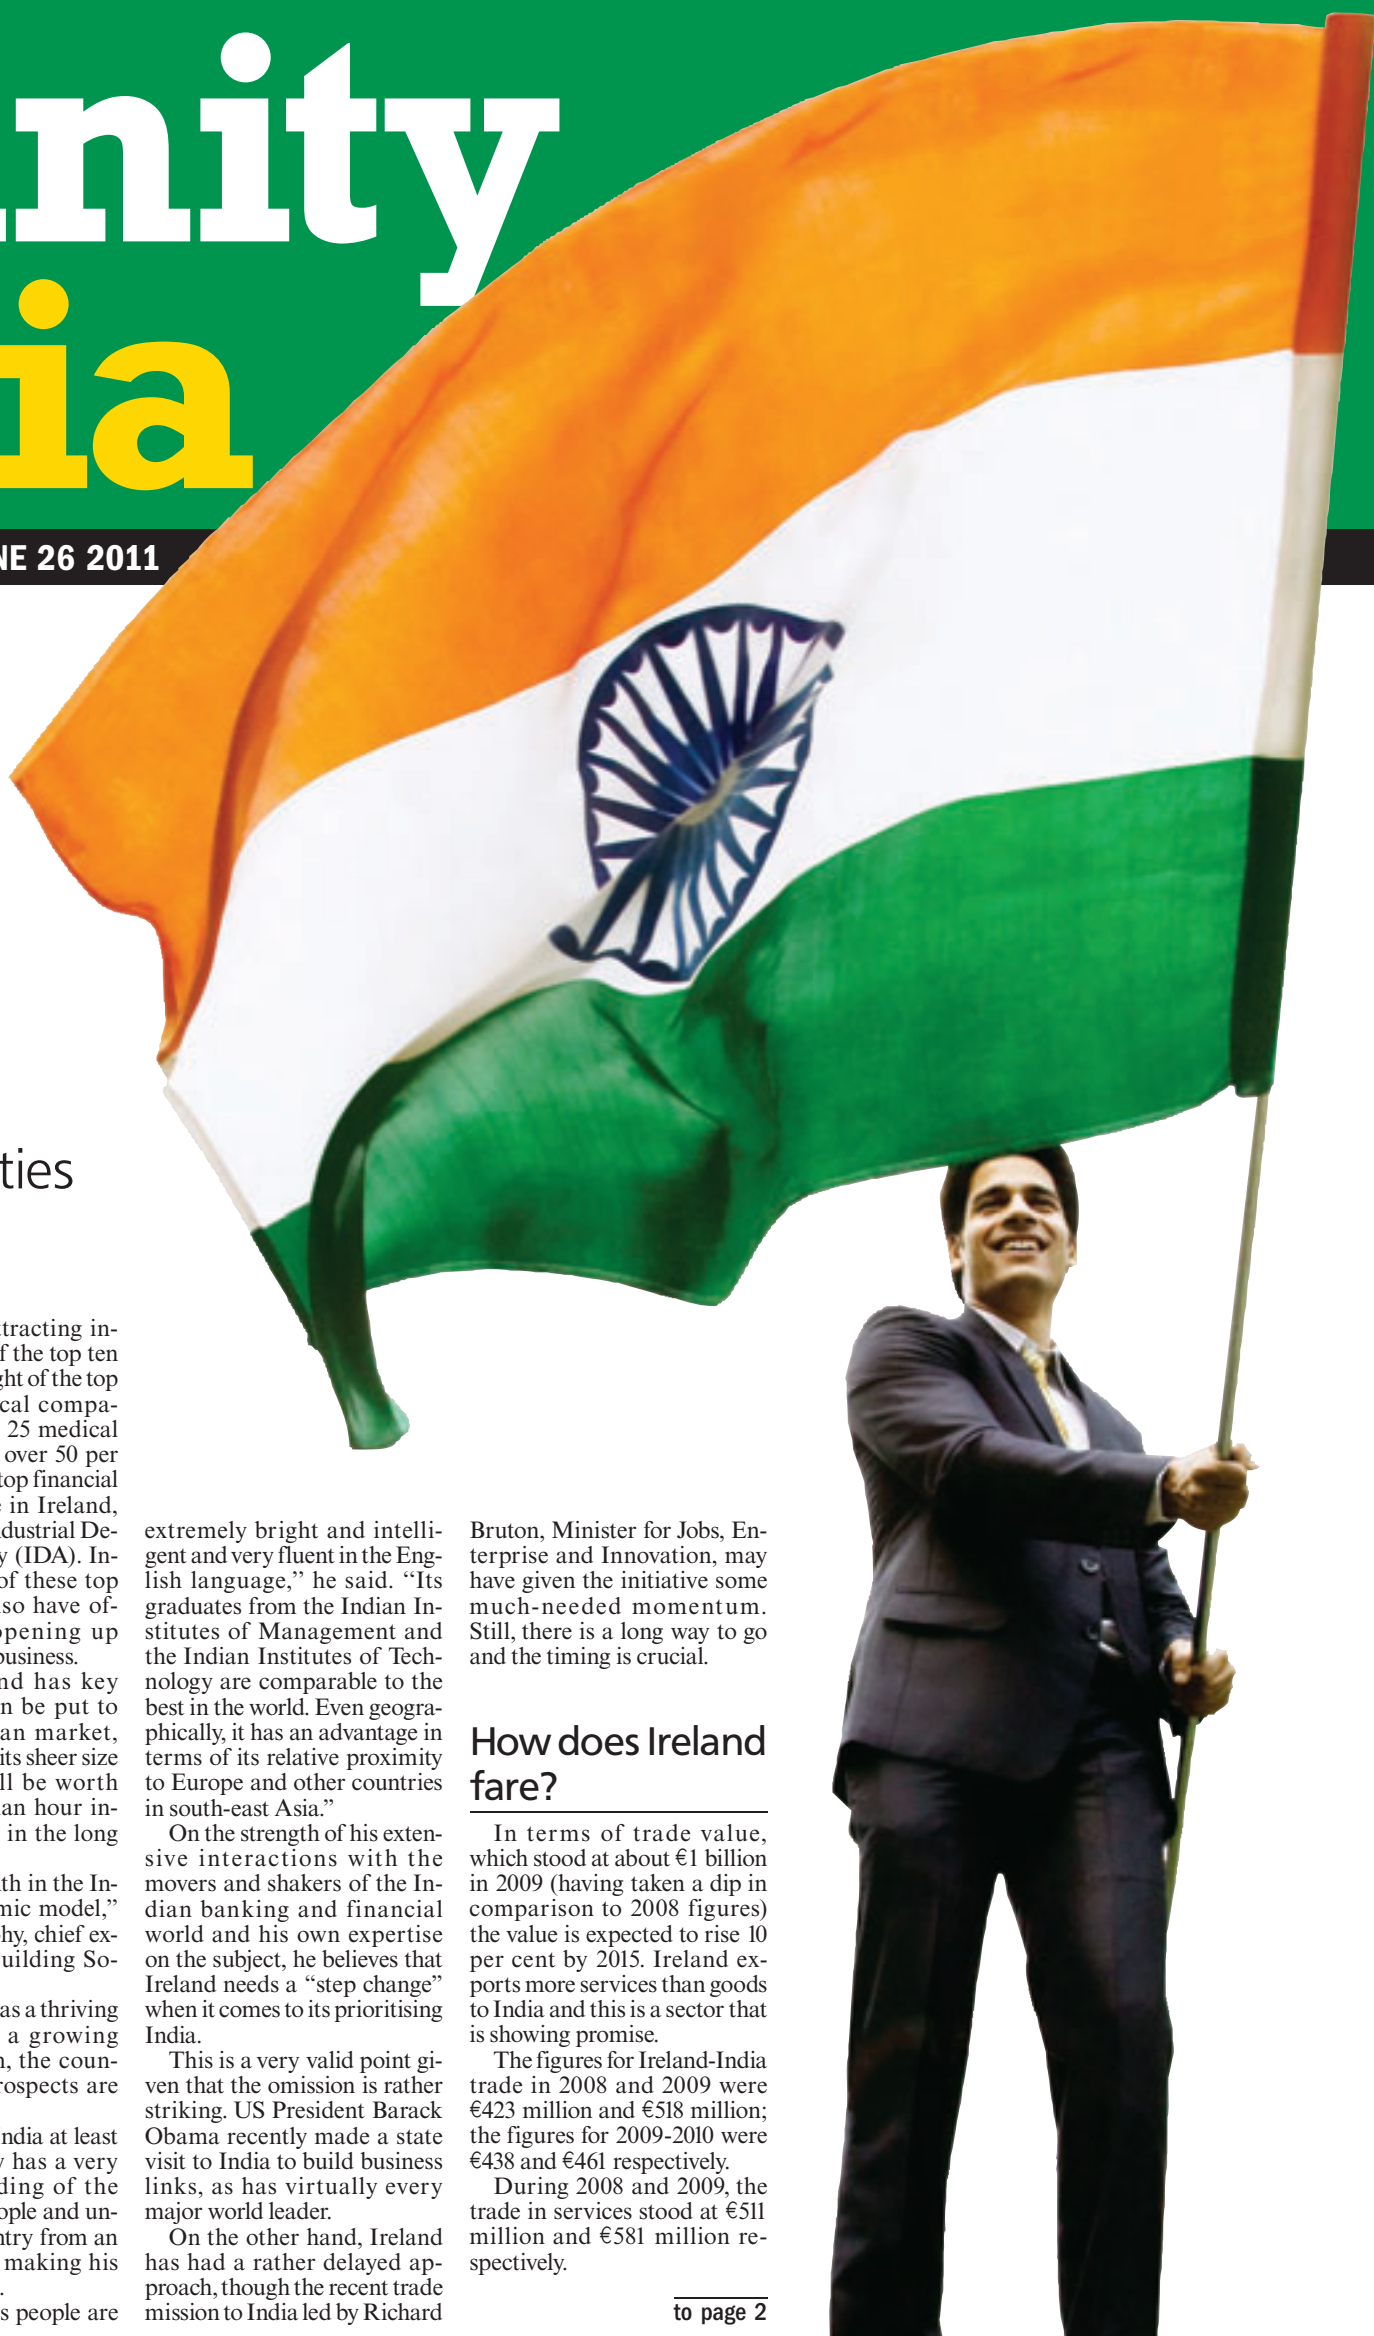 nity
ia
NE 26 2011
ties
ttracting in-
f the top ten
ght of the top
cal compa-
25 medical
over 50 per
top financial
e in Ireland,
dustrial De-
y (IDA). In-
of these top
so have of-
opening up
business.
nd has key
n be put to
an market,
its sheer size
ll be worth
an hour in-
in the long
th in the In-
mic model,”
hy, chief ex-
uilding So-
as a thriving
a growing
n, the coun-
rospects are
ndia at least
y has a very
ding of the
ople and un-
ntry from an
making his
.
s people are
extremely bright and intelli-
gent and very fluent in the Eng-
lish language,” he said. “Its
graduates from the Indian In-
stitutes of Management and
the Indian Institutes of Tech-
nology are comparable to the
best in the world. Even geogra-
phically, it has an advantage in
terms of its relative proximity
to Europe and other countries
in south-east Asia.”
On the strength of his exten-
sive interactions with the
movers and shakers of the In-
dian banking and financial
world and his own expertise
on the subject, he believes that
Ireland needs a “step change”
when it comes to its prioritising
India.
This is a very valid point gi-
ven that the omission is rather
striking. US President Barack
Obama recently made a state
visit to India to build business
links, as has virtually every
major world leader.
On the other hand, Ireland
has had a rather delayed ap-
proach, though the recent trade
mission to India led by Richard
Bruton, Minister for Jobs, En-
terprise and Innovation, may
have given the initiative some
much-needed momentum.
Still, there is a long way to go
and the timing is crucial.
How does Ireland
fare?
In terms of trade value,
which stood at about €1 billion
in 2009 (having taken a dip in
comparison to 2008 figures)
the value is expected to rise 10
per cent by 2015. Ireland ex-
ports more services than goods
to India and this is a sector that
is showing promise.
The figures for Ireland-India
trade in 2008 and 2009 were
€423 million and €518 million;
the figures for 2009-2010 were
€438 and €461 respectively.
During 2008 and 2009, the
trade in services stood at €511
million and €581 million re-
spectively.
to page 2